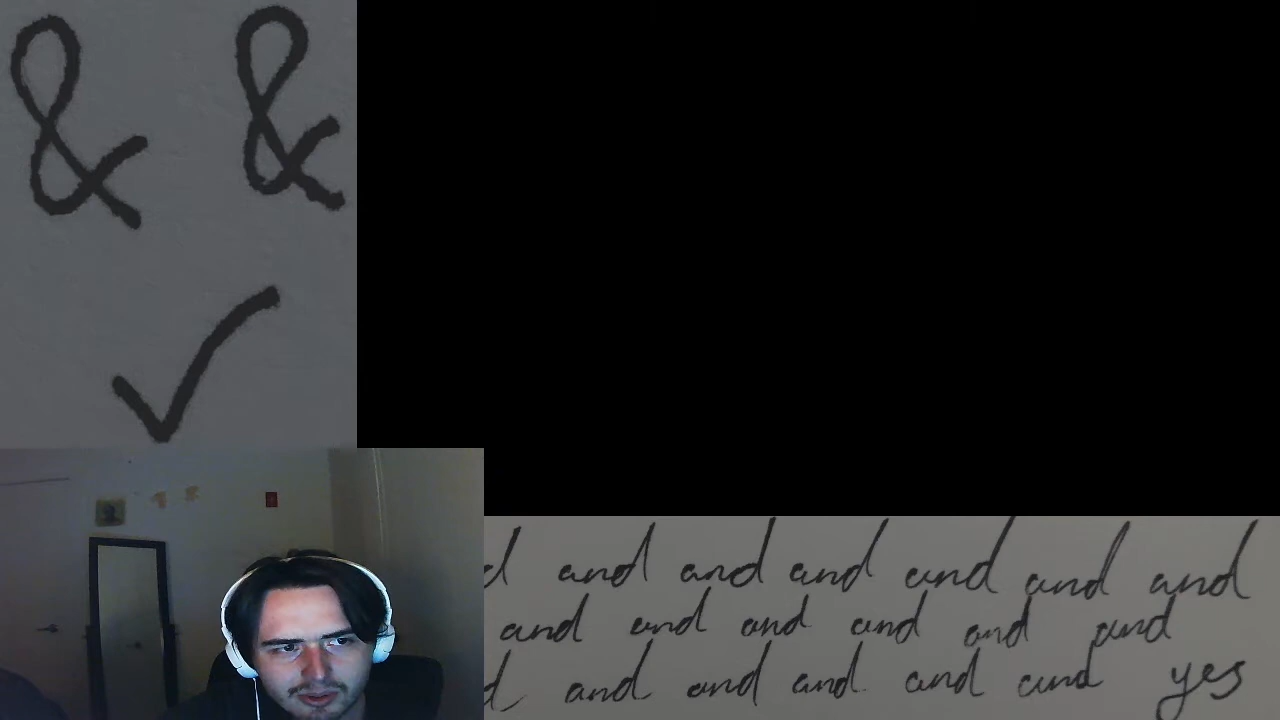 & &
✓
and and and and and and
and and and and and and
and and and and and yes